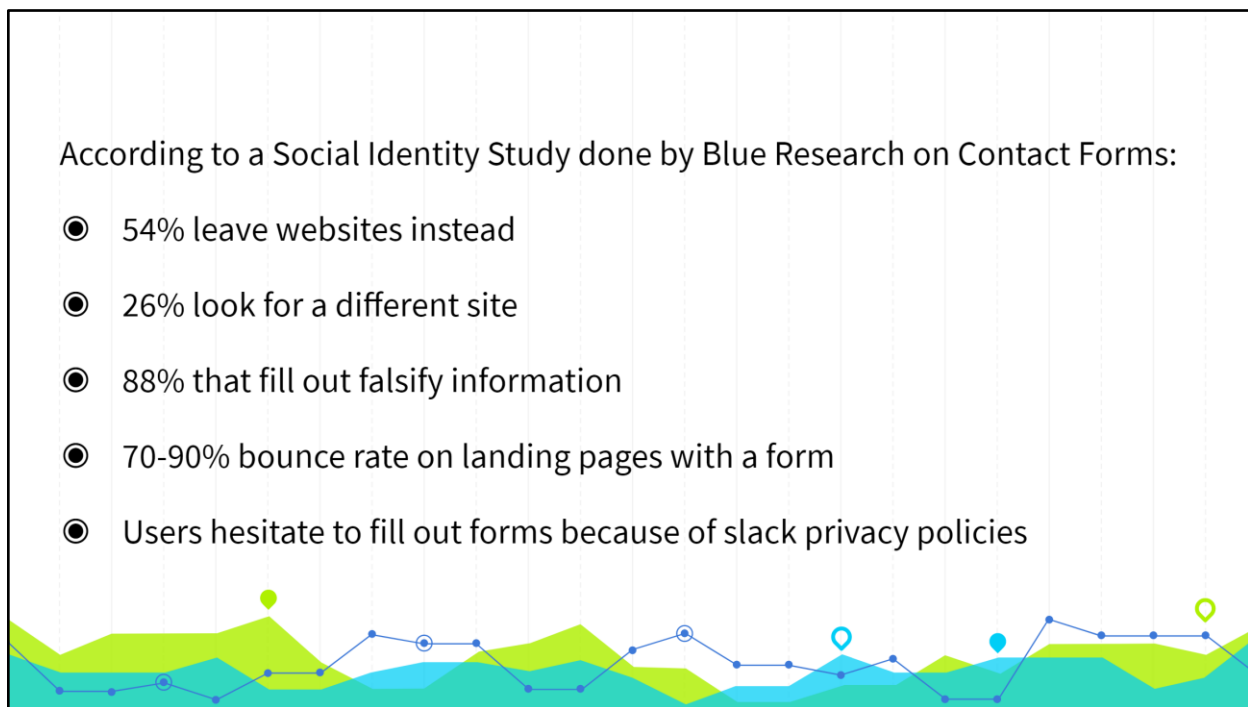 According to a Social Identity Study done by Blue Research on Contact Forms:
54% leave websites instead
26% look for a different site
88% that fill out falsify information
70-90% bounce rate on landing pages with a form
Users hesitate to fill out forms because of slack privacy policies